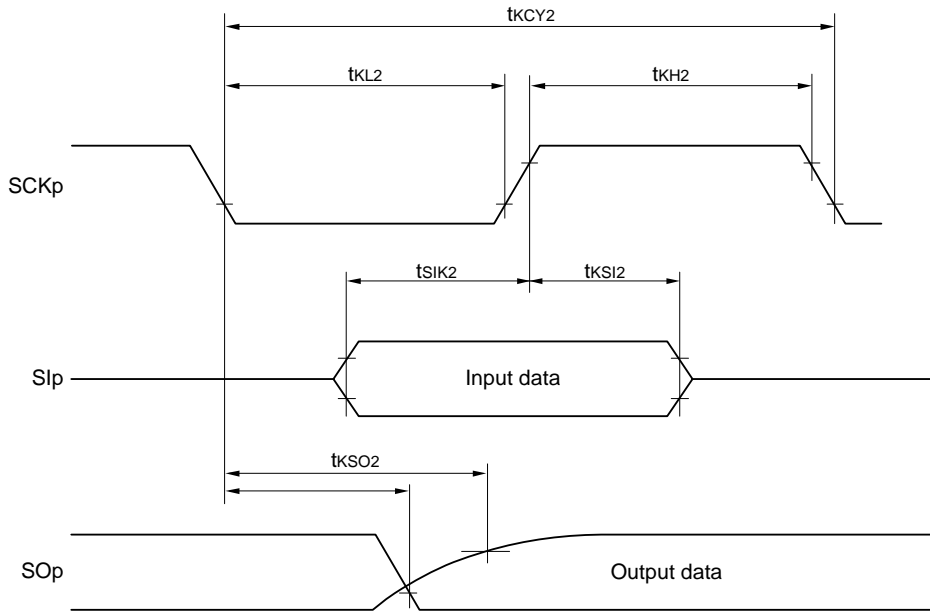 tKCY2
tKL2
tKH2
SCKp
tSIK2
tKSI2
SIp
Input data
tKSO2
SOp
Output data